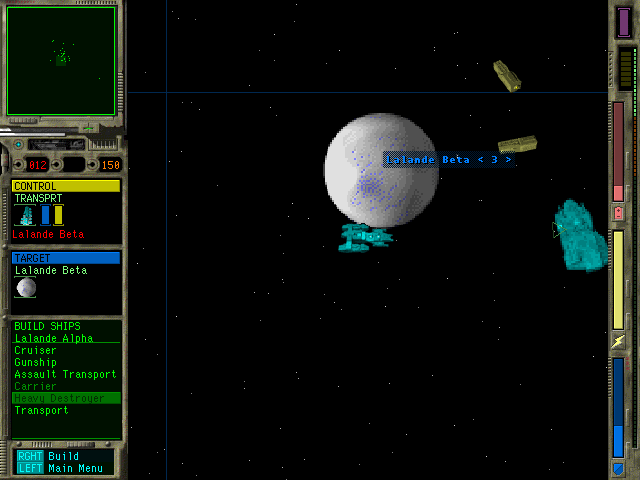 012
150
CONTROL
TRANSPRT
Lalande Beta
TARGET
Lalande Beta
BUILD SHIPS
Lalande Alpha
Cruiser
Gunship
Assault Transport
Carrier
Heavy Destroyer
Transport
RGHT Build
LEFT Main Menu
Lalande Beta < 3 >